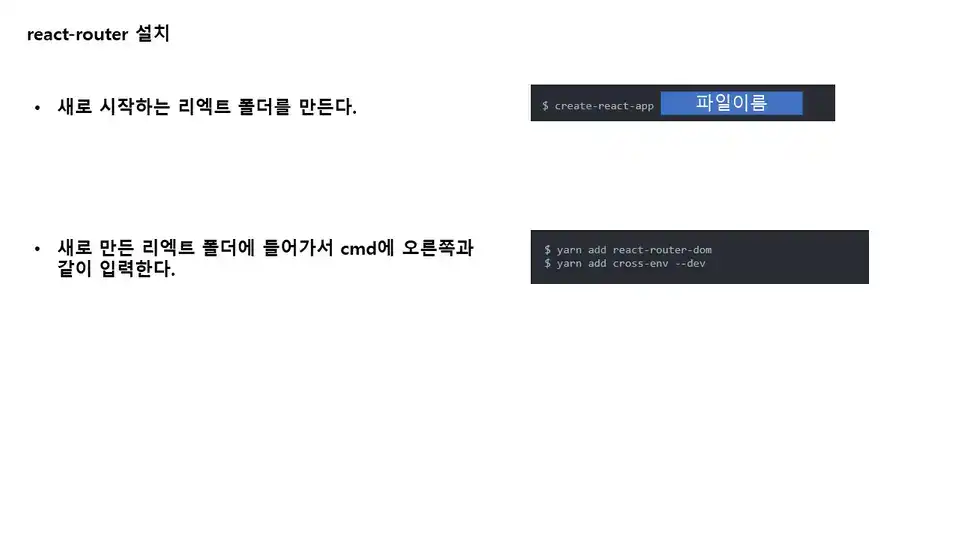 react-router 설치
• 새로 시작하는 리엑트 폴더를 만든다.
$ create-react-app 파일이름
• 새로 만든 리엑트 폴더에 들어가서 cmd에 오른쪽과
같이 입력한다.
$ yarn add react-router-dom
$ yarn add cross-env --dev